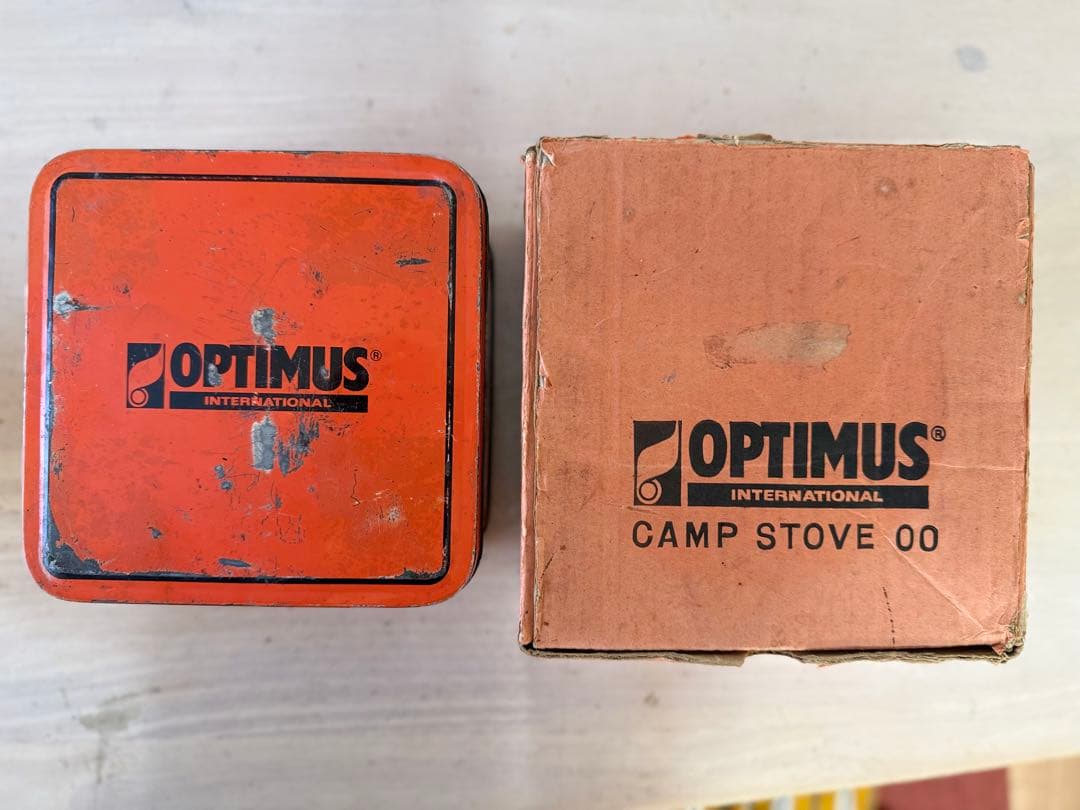 OPTIMUS®
INTERNATIONAL
OPTIMUS®
INTERNATIONAL
CAMP STOVE 00